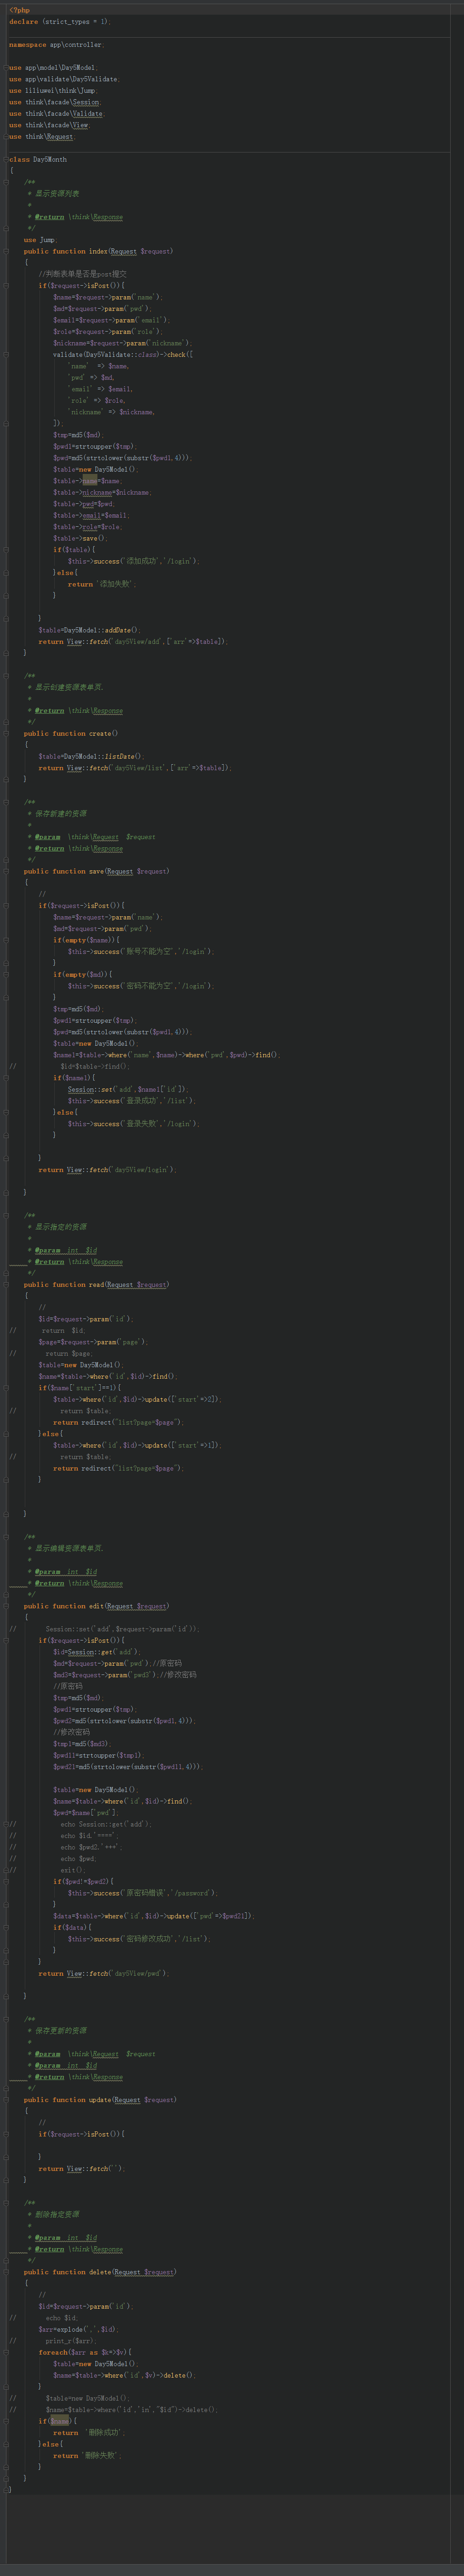 <?php
declare (strict_types = 1);
namespace app\controller;
use app\model\Day5Model;
use app\validate\Day5Validate;
use liliuwei\think\Jump;
use think\facade\Session;
use think\facade\Validate;
use think\facade\View;
use think\Request;
class Day5Month
{
/**
* 显示资源列表
*
* @return \think\Response
*/
use Jump;
public function index(Request $request)
{
//判断表单是否是post提交
if($request->isPost()){
$name=$request->param('name');
$md=$request->param('pwd');
$email=$request->param('email');
$role=$request->param('role');
$nickname=$request->param('nickname');
validate(Day5Validate::class)->check([
'name'  => $name,
'pwd' => $md,
'email' => $email,
'role' => $role,
'nickname' => $nickname,
]);
$tmp=md5($md);
$pwd1=strtoupper($tmp);
$pwd=md5(strtolower(substr($pwd1,4)));
$table=new Day5Model();
$table->name=$name;
$table->nickname=$nickname;
$table->pwd=$pwd;
$table->email=$email;
$table->role=$role;
$table->save();
if($table){
$this->success('添加成功','/login');
}else{
return '添加失败';
}
}
$table=Day5Model::addDate();
return View::fetch('day5View/add',['arr'=>$table]);
}
/**
* 显示创建资源表单页.
*
* @return \think\Response
*/
public function create()
{
$table=Day5Model::listDate();
return View::fetch('day5View/list',['arr'=>$table]);
}
/**
* 保存新建的资源
*
* @param  \think\Request  $request
* @return \think\Response
*/
public function save(Request $request)
{
//
if($request->isPost()){
$name=$request->param('name');
$md=$request->param('pwd');
if(empty($name)){
$this->success('账号不能为空','/login');
}
if(empty($md)){
$this->success('密码不能为空','/login');
}
$tmp=md5($md);
$pwd1=strtoupper($tmp);
$pwd=md5(strtolower(substr($pwd1,4)));
$table=new Day5Model();
$name1=$table->where('name',$name)->where('pwd',$pwd)->find();
// $id=$table->find();
if($name1){
Session::set('add',$name1['id']);
$this->success('登录成功','/list');
}else{
$this->success('登录失败','/login');
}
}
return View::fetch('day5View/login');
}
/**
* 显示指定的资源
*
* @param  int  $id
* @return \think\Response
*/
public function read(Request $request)
{
//
$id=$request->param('id');
// return  $id;
$page=$request->param('page');
// return $page;
$table=new Day5Model();
$name=$table->where('id',$id)->find();
if($name['start']==1){
$table->where('id',$id)->update(['start'=>2]);
// return $table;
return redirect("list?page=$page");
}else{
$table->where('id',$id)->update(['start'=>1]);
// return $table;
return redirect("list?page=$page");
}
}
/**
* 显示编辑资源表单页.
*
* @param  int  $id
* @return \think\Response
*/
public function edit(Request $request)
{
// Session::set('add',$request->param('id'));
if($request->isPost()){
$id=Session::get('add');
$md=$request->param('pwd');//原密码
$md3=$request->param('pwd3');//修改密码
//原密码
$tmp=md5($md);
$pwd1=strtoupper($tmp);
$pwd2=md5(strtolower(substr($pwd1,4)));
//修改密码
$tmp1=md5($md3);
$pwd11=strtoupper($tmp1);
$pwd21=md5(strtolower(substr($pwd11,4)));
$table=new Day5Model();
$name=$table->where('id',$id)->find();
$pwd=$name['pwd'];
// echo Session::get('add');
// echo $id.'====';
// echo $pwd2.'===';
// echo $pwd;
// exit();
if($pwd!=$pwd2){
$this->success('原密码错误','/password');
}
$data=$table->where('id',$id)->update(['pwd'=>$pwd21]);
if($data){
$this->success('密码修改成功','/list');
}
}
return View::fetch('day5View/pwd');
}
/**
* 保存更新的资源
*
* @param  \think\Request  $request
* @param  int  $id
* @return \think\Response
*/
public function update(Request $request)
{
//
if($request->isPost()){
}
return View::fetch('');
}
/**
* 删除指定资源
*
* @param  int  $id
* @return \think\Response
*/
public function delete(Request $request)
{
//
$id=$request->param('id');
// echo $id;
$arr=explode(',',$id);
// print_r($arr);
foreach($arr as $k=>$v){
$table=new Day5Model();
$name=$table->where('id',$v)->delete();
}
// $table=new Day5Model();
// $name=$table->where("id",'in',"$id")->delete();
if($name){
return  '删除成功';
}else{
return '删除失败';
}
}
}